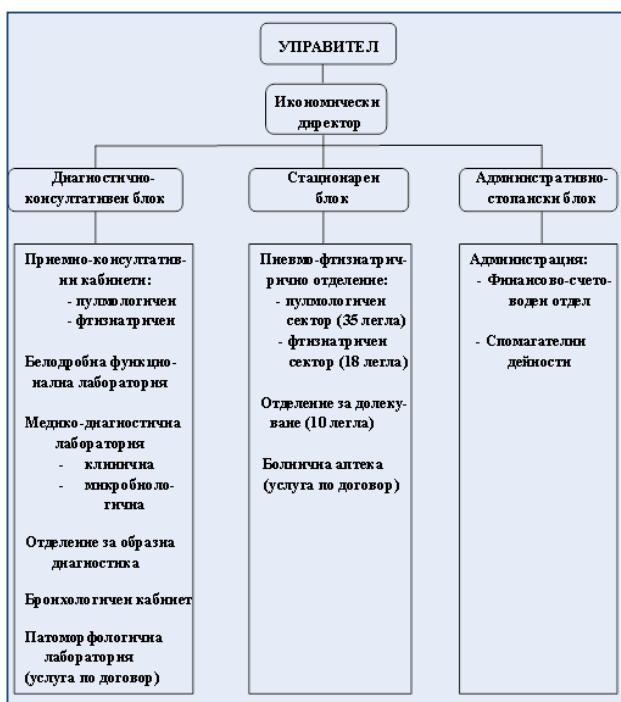 УПРАВИТЕЛ
Икономически
директор
Диагностично-
консултативен блок
Стационарен
блок
Административно-
стопански блок
Приемно-консултатив-
ни кабинети:
- пулмологичен
- фтизиатричен
Белодробна функцио-
нална лаборатория
Медико-диагностична
лаборатория
- клинична
- микробиоло-
гична
Отделение за образна
диагностика
Бронхологичен кабинет
Патоморфологична
лаборатория
(услуга по договор)
Пневмо-фтизиатрич-
рично отделение:
- пулмологичен
сектор (35 легла)
- фтизиатричен
сектор (18 легла)
Отделение за долеку-
ване (10 легла)
Болнична аптека
(услуга по договор)
Администрация:
- Финансово-счето-
воден отдел
- Спомагателни
дейности